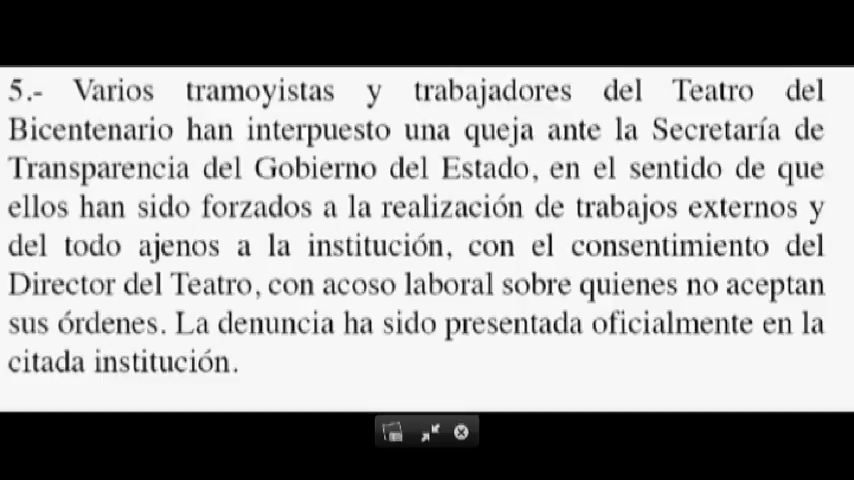 5.- Varios tramoyistas y trabajadores del Teatro del
Bicentenario han interpuesto una queja ante la Secretaría de
Transparencia del Gobierno del Estado, en el sentido de que
ellos han sido forzados a la realización de trabajos externos y
del todo ajenos a la institución, con el consentimiento del
Director del Teatro, con acoso laboral sobre quienes no aceptan
sus órdenes. La denuncia ha sido presentada oficialmente en la
citada institución.